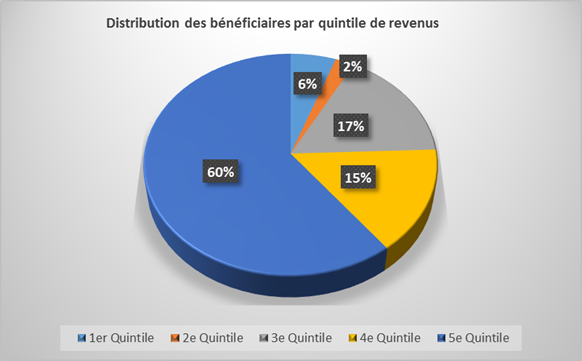 Distribution des bénéficiaires par quintile de revenus
6%
2%
17%
15%
60%
1er Quintile 2e Quintile 3e Quintile 4e Quintile 5e Quintile